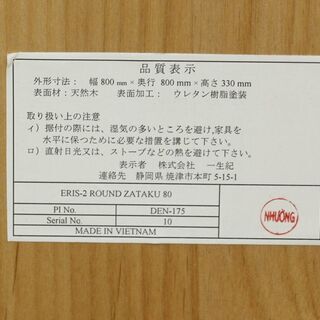 品質表示
外形寸法： 幅 800 mm × 奥行 800 mm × 高さ 330 mm
表面材：天然木 表面加工： ウレタン樹脂塗装
取り扱い上の注意
イ）据付の際には、湿気の多いところを避け、家具を
水平に保つために必要な措置を講じて下さい。
ロ）直射日光又は、ストーブなどの熱を避けて下さい。
表示者 株式会社 一生紀
連絡先 静岡県 焼津市本町 5-15-1
ERIS-2 ROUND ZATAKU 80
PI No. DEN-175
Serial No. 10
MADE IN VIETNAM
NHƯỜNG